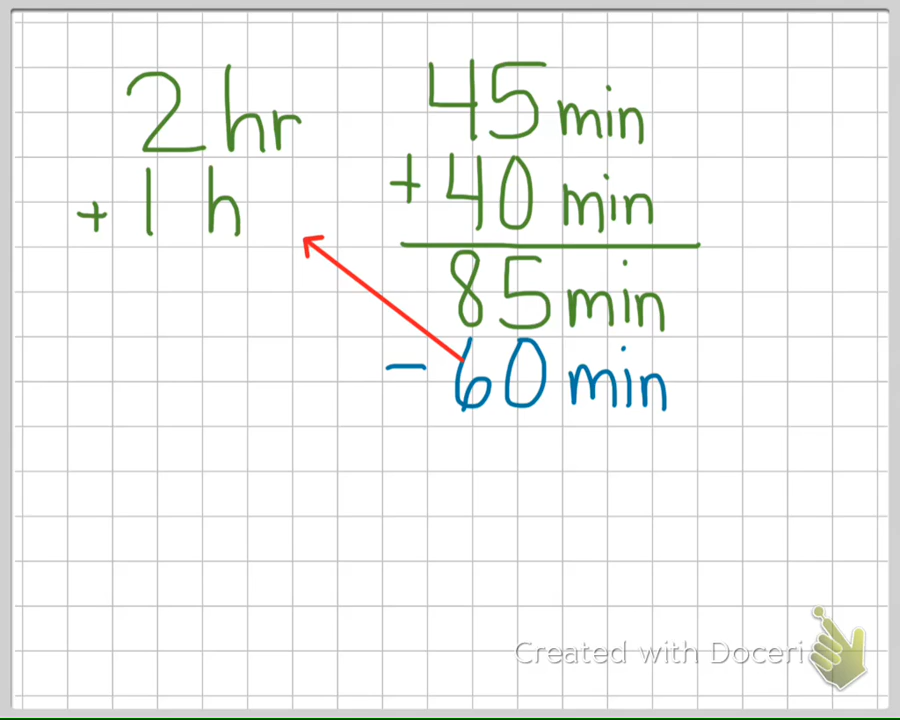 2 hr 45 min
+ 1 h + 40 min
85 min
- 60 min
Created with Doceri